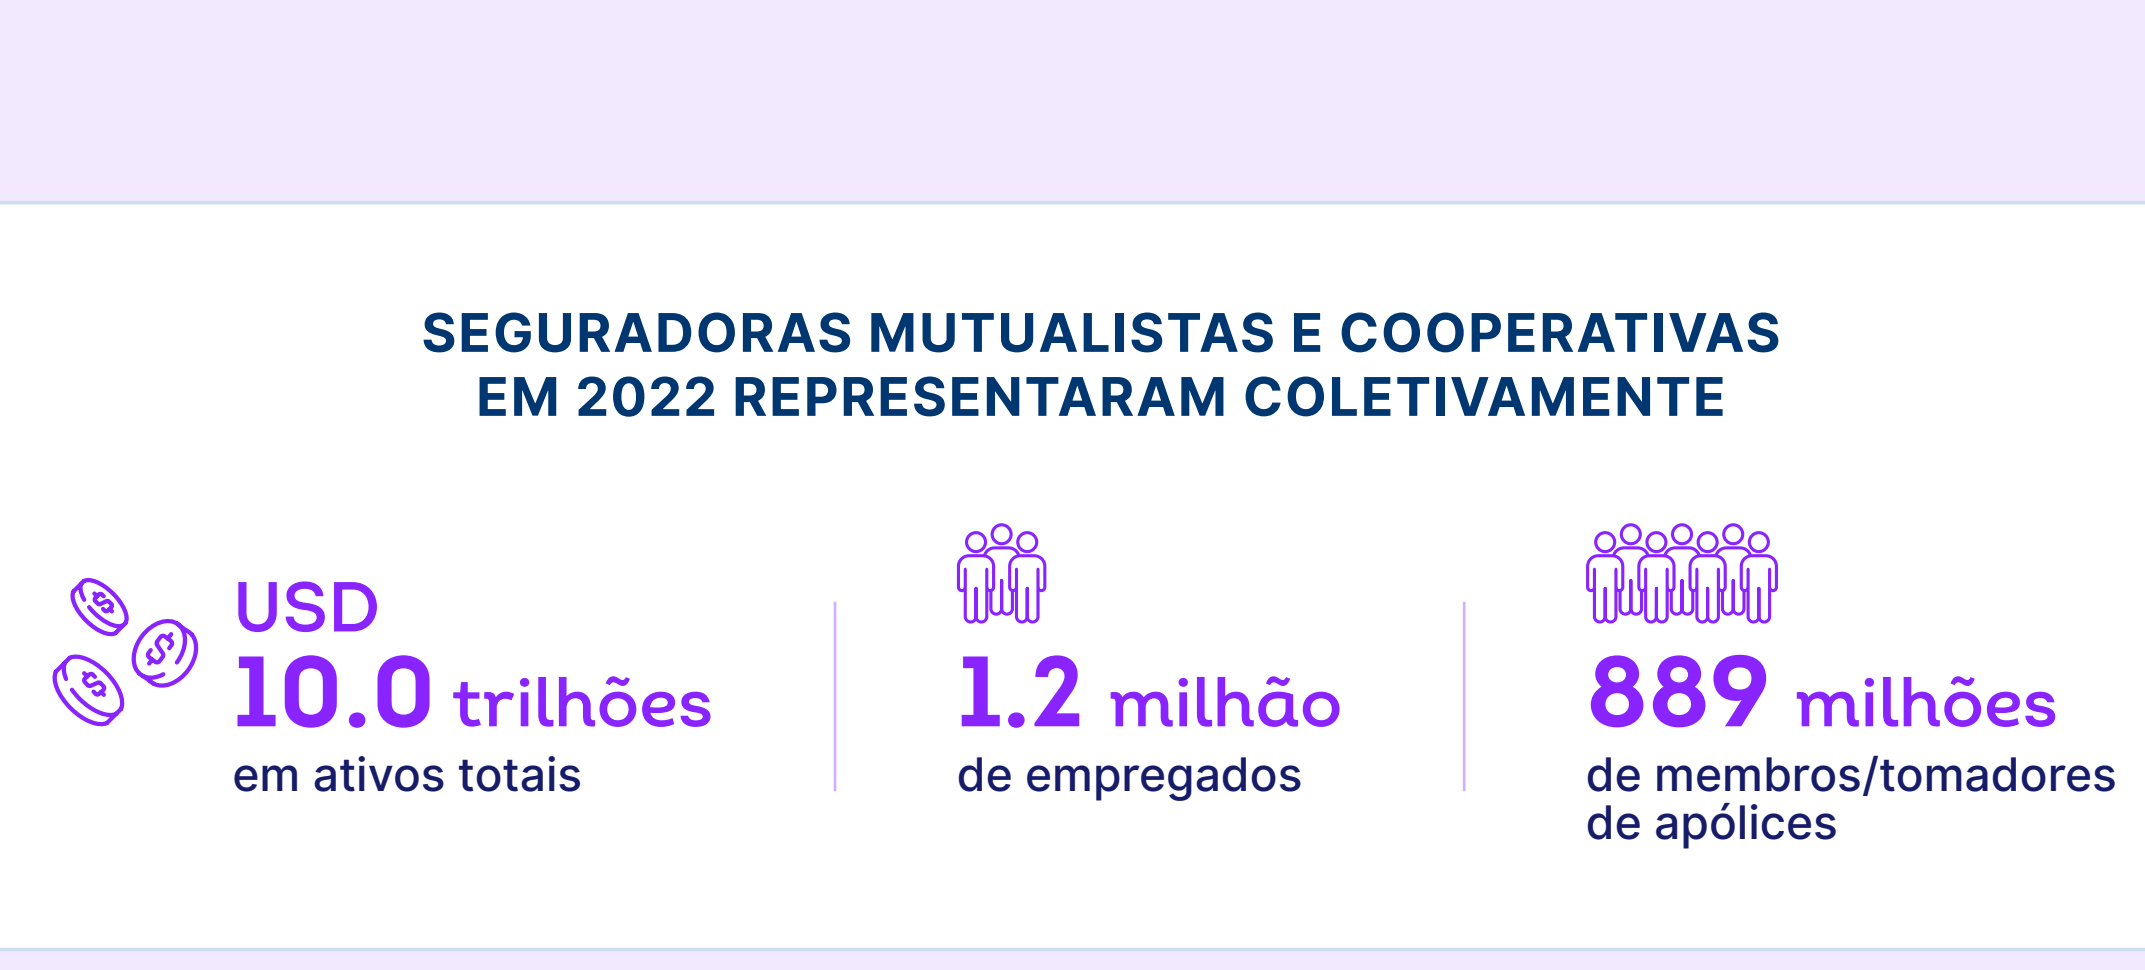 SEGURADORAS MUTUALISTAS E COOPERATIVAS
EM 2022 REPRESENTARAM COLETIVAMENTE
USD
10.0 trilhões
em ativos totais
1.2 milhão
de empregados
889 milhões
de membros/tomadores
de apólices